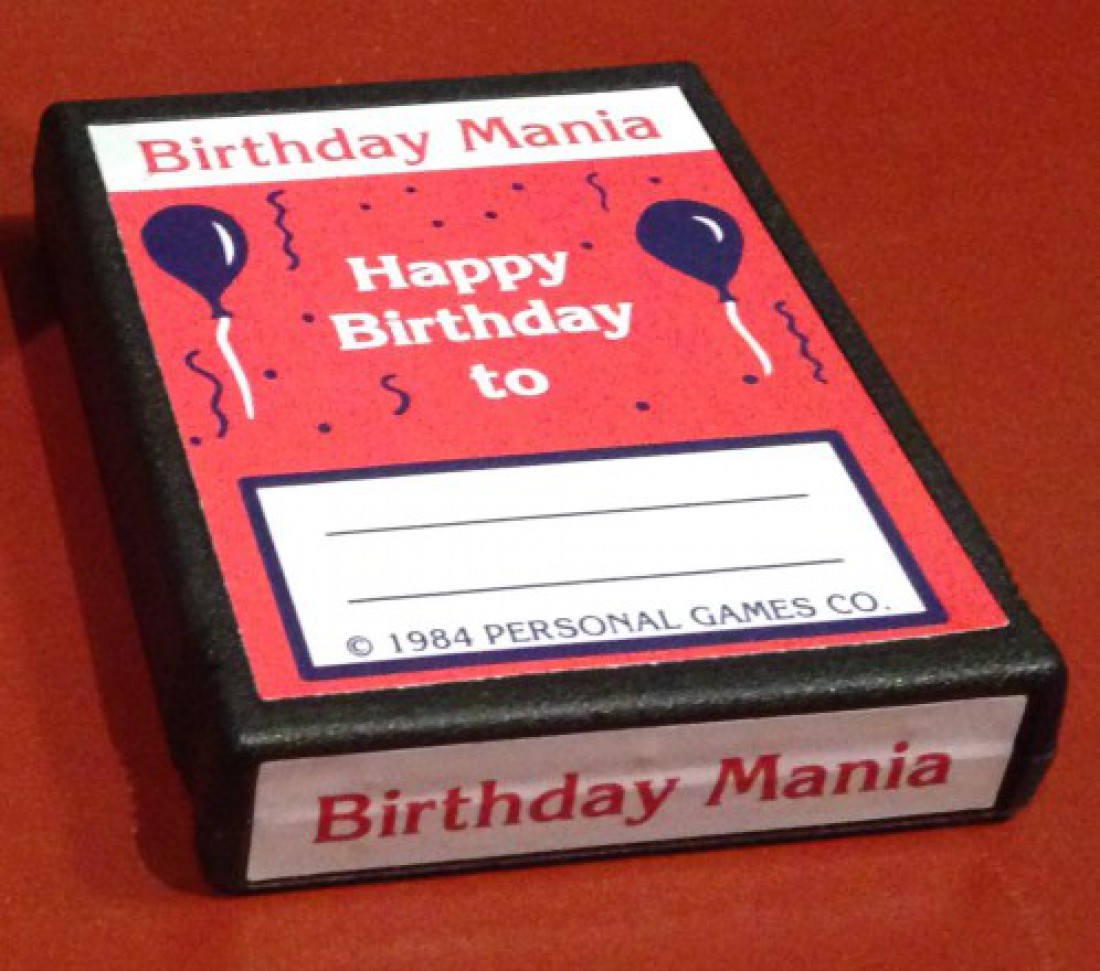 Birthday Mania
Happy
Birthday
to
© 1984 PERSONAL GAMES CO.
Birthday Mania